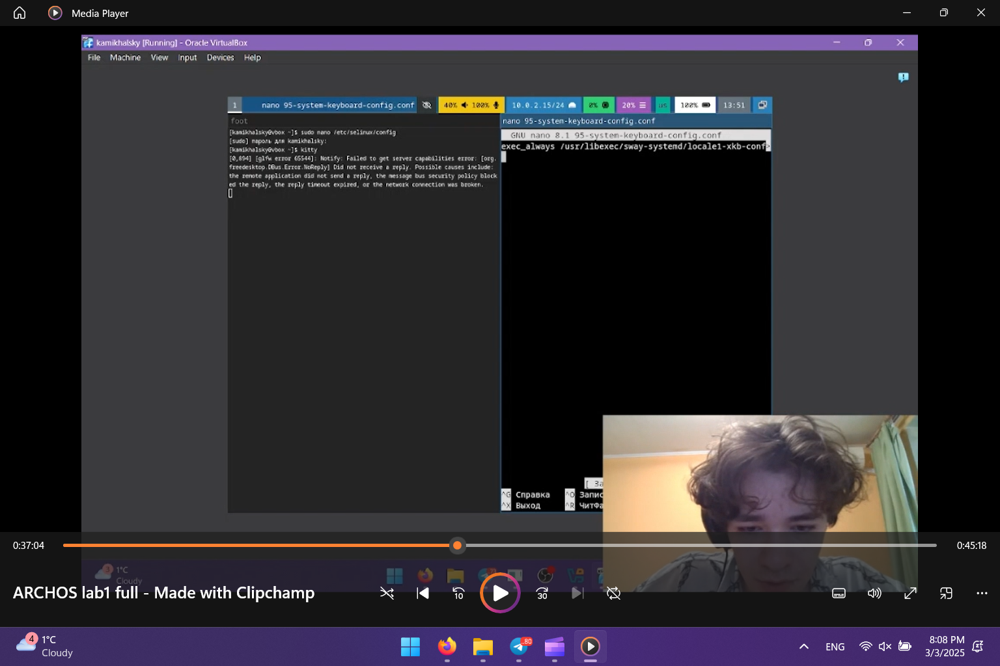 Media Player
kamikhalsky [Running] - Oracle VirtualBox
File Machine View Input Devices Help
1 nano 95-system-keyboard-config.conf 40% 100% 10.0.2.15/24 0% 20% us 100% 13:51
foot
nano 95-system-keyboard-config.conf
[kamikhalsky@vbox ~]$ sudo nano /etc/selinux/config
[sudo] пароль для kamikhalsky:
[kamikhalsky@vbox ~]$ kitty
[0,894] [glfw error 65544]: Notify: Failed to get server capabilities error: [org.
freedesktop.DBus.Error.NoReply] Did not receive a reply. Possible causes include:
the remote application did not send a reply, the message bus security policy block
ed the reply, the reply timeout expired, or the network connection was broken.
GNU nano 8.1 95-system-keyboard-config.conf
exec_always /usr/libexec/sway-systemd/locale1-xkb-conf>
[ За
^G Справка ^O Запис
^X Выход ^R ЧитФа
0:37:04
0:45:18
3 1°C
Cloudy
ARCHOS lab1 full - Made with Clipchamp
10
30
4 1°C
Cloudy
..80
ENG
8:08 PM
3/3/2025